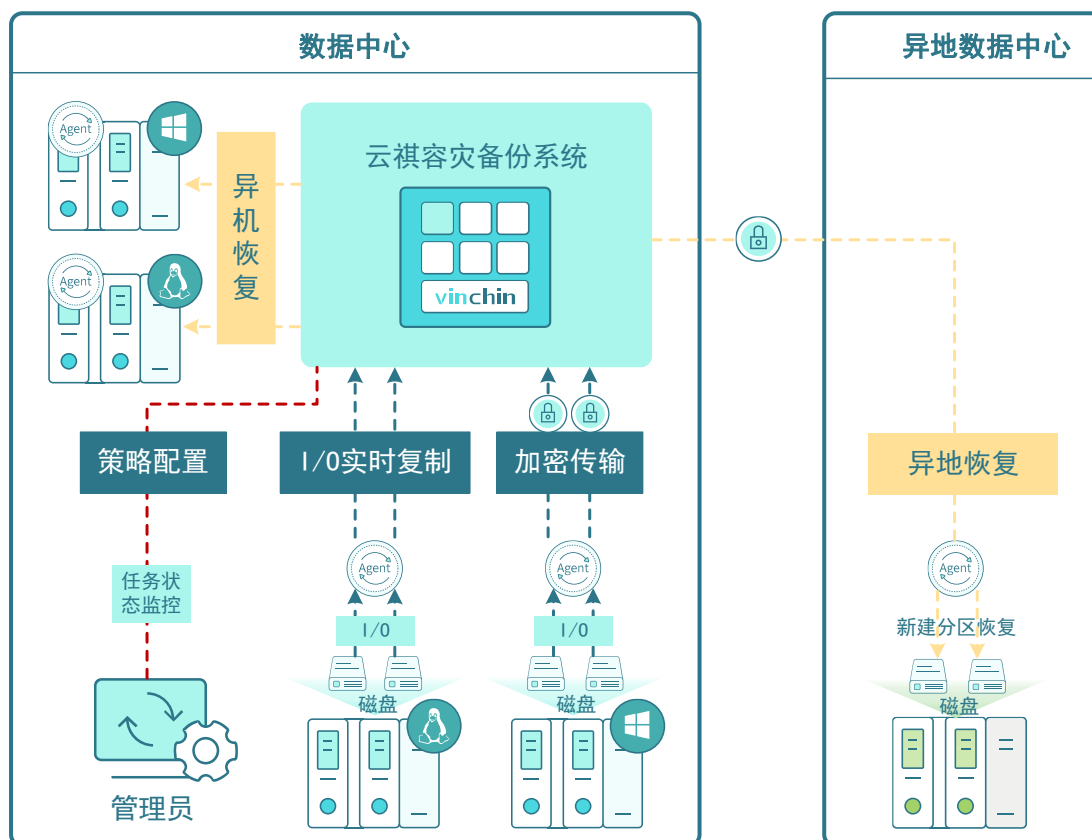 数据中心
异地数据中心
Agent
云祺容灾备份系统
异
机
恢
复
vinchin
Agent
策略配置
I/O实时复制
加密传输
异地恢复
Agent
Agent
Agent
任务状
态监控
I/O
I/O
新建分区恢复
磁盘
磁盘
磁盘
管理员